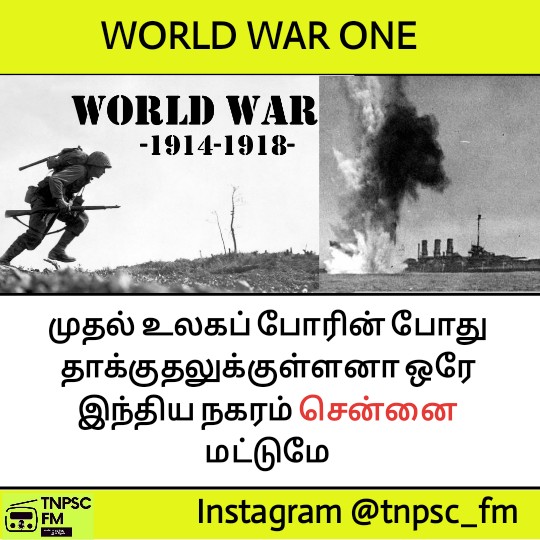 WORLD WAR ONE
WORLD WAR
-1914-1918-
முதல் உலகப் போரின் போது
தாக்குதலுக்குள்ளனா ஒரே
இந்திய நகரம் சென்னை
மட்டுமே
TNPSC
FM
Instagram @tnpsc_fm